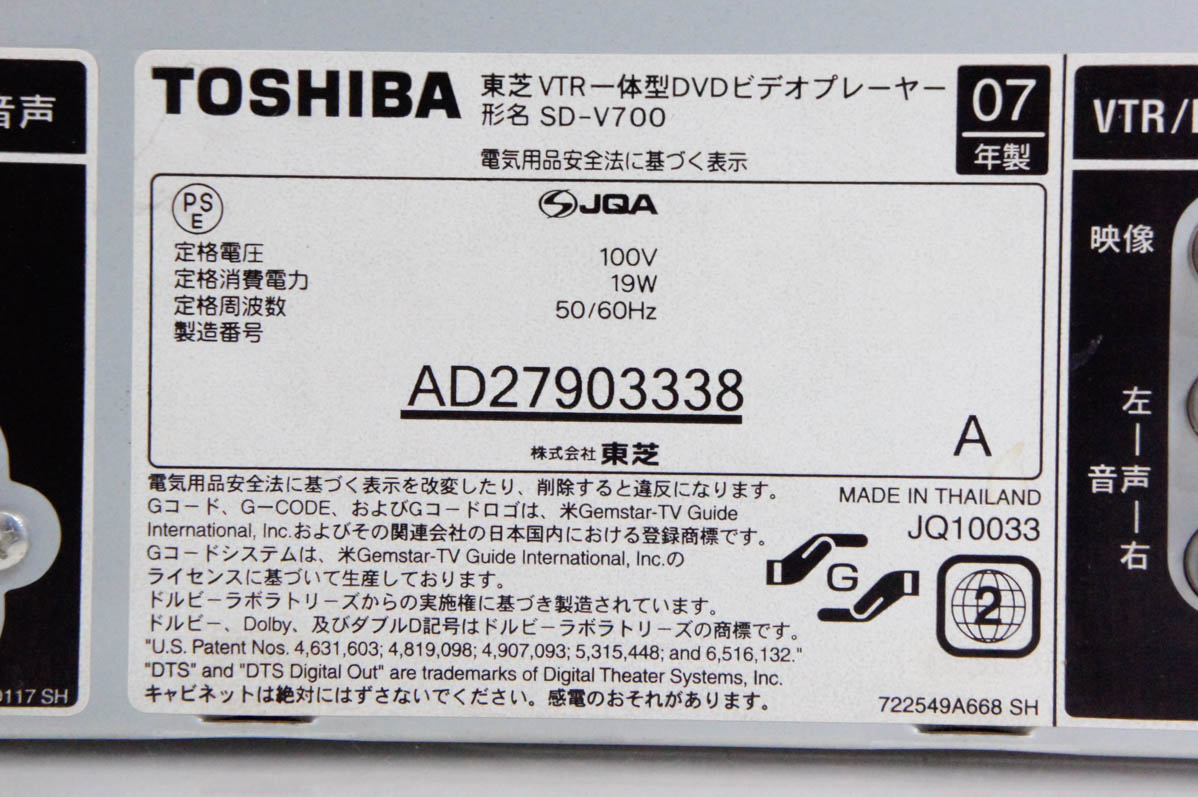 音声
0117 SH
TOSHIBA
東芝VTR一体型DVDビデオプレーヤー
形名 SD-V700
電気用品安全法に基づく表示
07
年製
PS
E
JQA
定格電圧 100V
定格消費電力 19W
定格周波数 50/60Hz
製造番号
AD27903338
株式会社 東芝
A
電気用品安全法に基づく表示を改変したり、削除すると違反になります。
Gコード、G-CODE、およびGコードロゴは、米Gemstar-TV Guide
International, Inc.およびその関連会社の日本国内における登録商標です。
Gコードシステムは、米Gemstar-TV Guide International, Inc.の
ライセンスに基づいて生産しております。
ドルビーラボラトリーズからの実施権に基づき製造されています。
ドルビー、Dolby、及びダブルD記号はドルビーラボラトリーズの商標です。
"U.S. Patent Nos. 4,631,603; 4,819,098; 4,907,093; 5,315,448; and 6,516,132."
"DTS" and "DTS Digital Out" are trademarks of Digital Theater Systems, Inc.
キャビネットは絶対にはずさないでください。感電のおそれがあります。
MADE IN THAILAND
JQ10033
G
2
722549A668 SH
VTR/
映像
左-音声-右